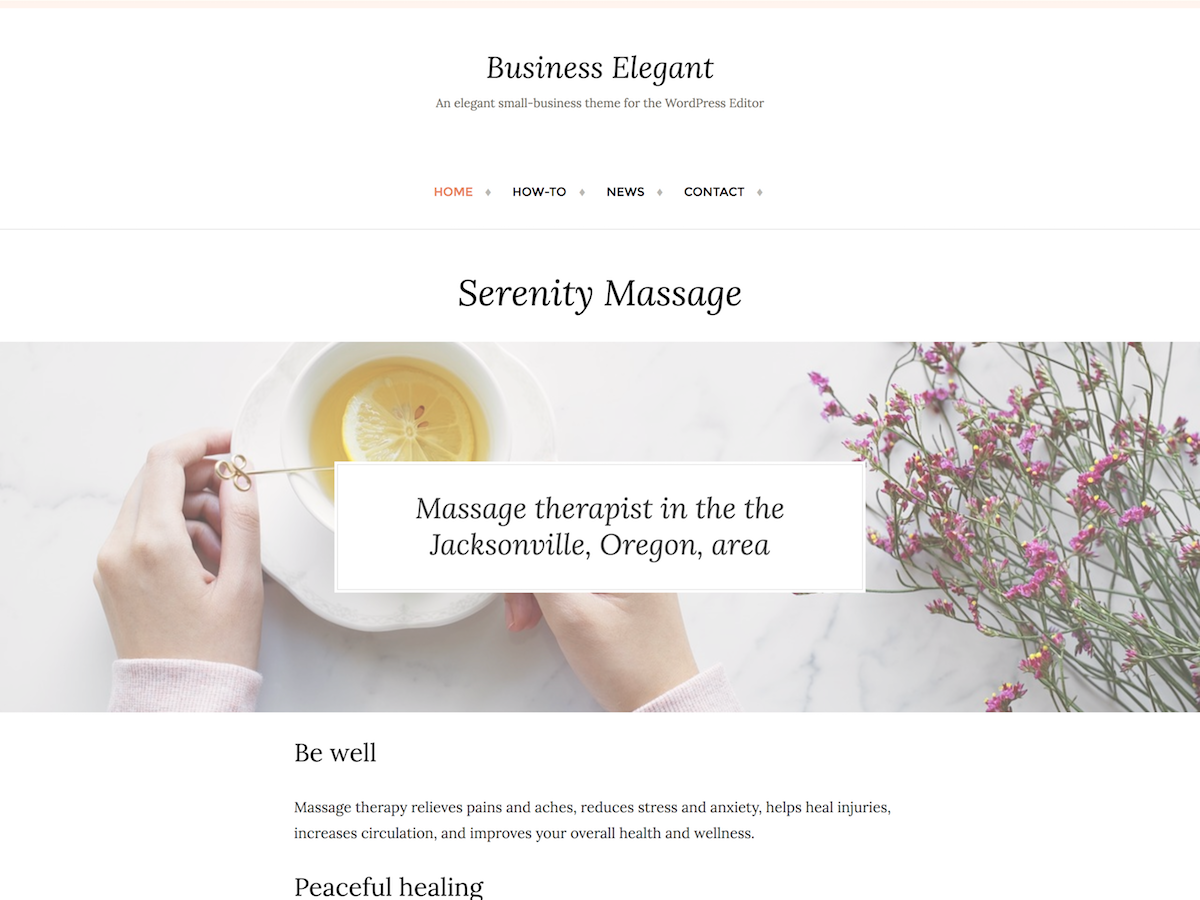 Business Elegant
An elegant small-business theme for the WordPress Editor
HOME ♦ HOW-TO ♦ NEWS ♦ CONTACT ♦
Serenity Massage
Massage therapist in the the
Jacksonville, Oregon, area
Be well
Massage therapy relieves pains and aches, reduces stress and anxiety, helps heal injuries,
increases circulation, and improves your overall health and wellness.
Peaceful healing